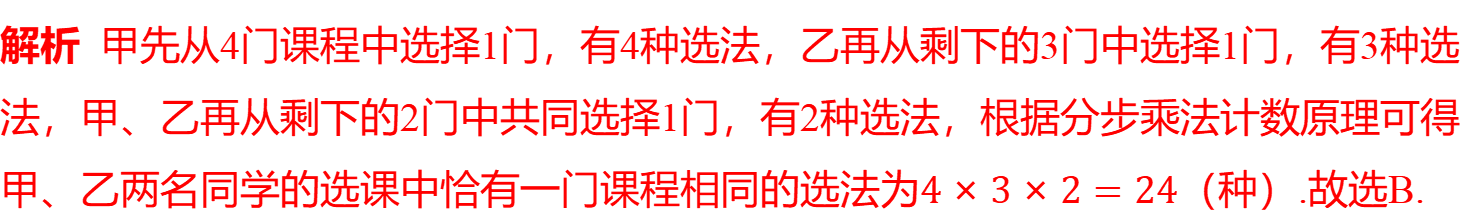 解析 甲先从4门课程中选择1门，有4种选法，乙再从剩下的3门中选择1门，有3种选
法，甲、乙再从剩下的2门中共同选择1门，有2种选法，根据分步乘法计数原理可得
甲、乙两名同学的选课中恰有一门课程相同的选法为4 × 3 × 2 = 24（种）.故选B.